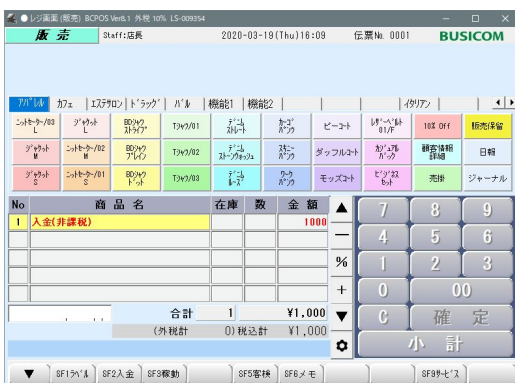 ● レジ画面 (販売) BCPOS Ver8.1 外税 10% LS-009354
販 売 Staff:店長 2020-03-19(Thu)16:09 伝票№ 0001 BUSICOM
アパレル カフェ エステサロン ドラッグ バル 機能1 機能2 イタリアン
ニットセーター/03 L ジャケット L BDシャツ ストライプ Tシャツ/01 デニム ストレート カーゴ パンツ ピーコート レザーベルト 01/F 10% Off 販売保留
ジャケット M ニットセーター/02 M BDシャツ プレイン Tシャツ/02 デニム ストーンウォッシュ スキニー パンツ ダッフルコート カジュアル バック 顧客情報 詳細 日報
ジャケット S ニットセーター/01 S BDシャツ ドット Tシャツ/03 デニム ルーズ ワーク パンツ モッズコート ビジネス セット 売掛 ジャーナル
No 商 品 名 在庫 数 金 額 ▲ 7 8 9
1 入金(非課税) 1000
— 4 5 6
% 1 2 3
+ 0 00
合計 1 ¥1,000 ▼ C 確 定
(外税計 0) 税込計 ¥1,000
小 計
▼ SF1ラベル SF2入金 SF3稼動 SF5客検 SF6メモ SF9サービス